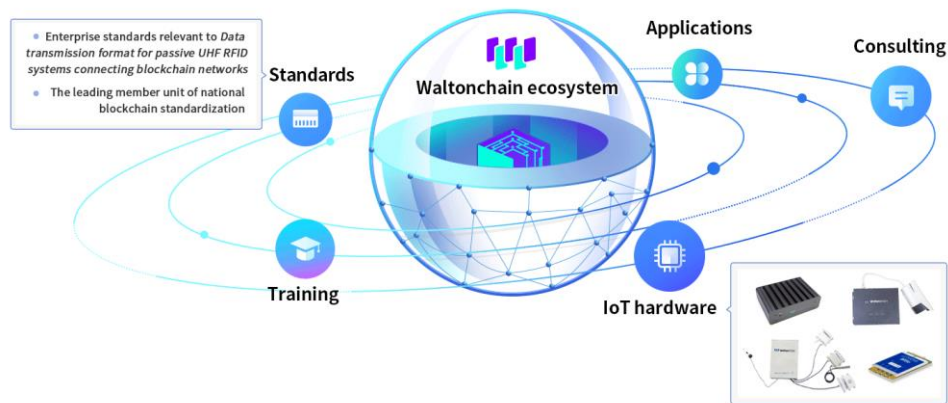 Enterprise standards relevant to Data
transmission format for passive UHF RFID
systems connecting blockchain networks
The leading member unit of national
blockchain standardization
Standards
Waltonchain ecosystem
Applications
Consulting
Training
IoT hardware